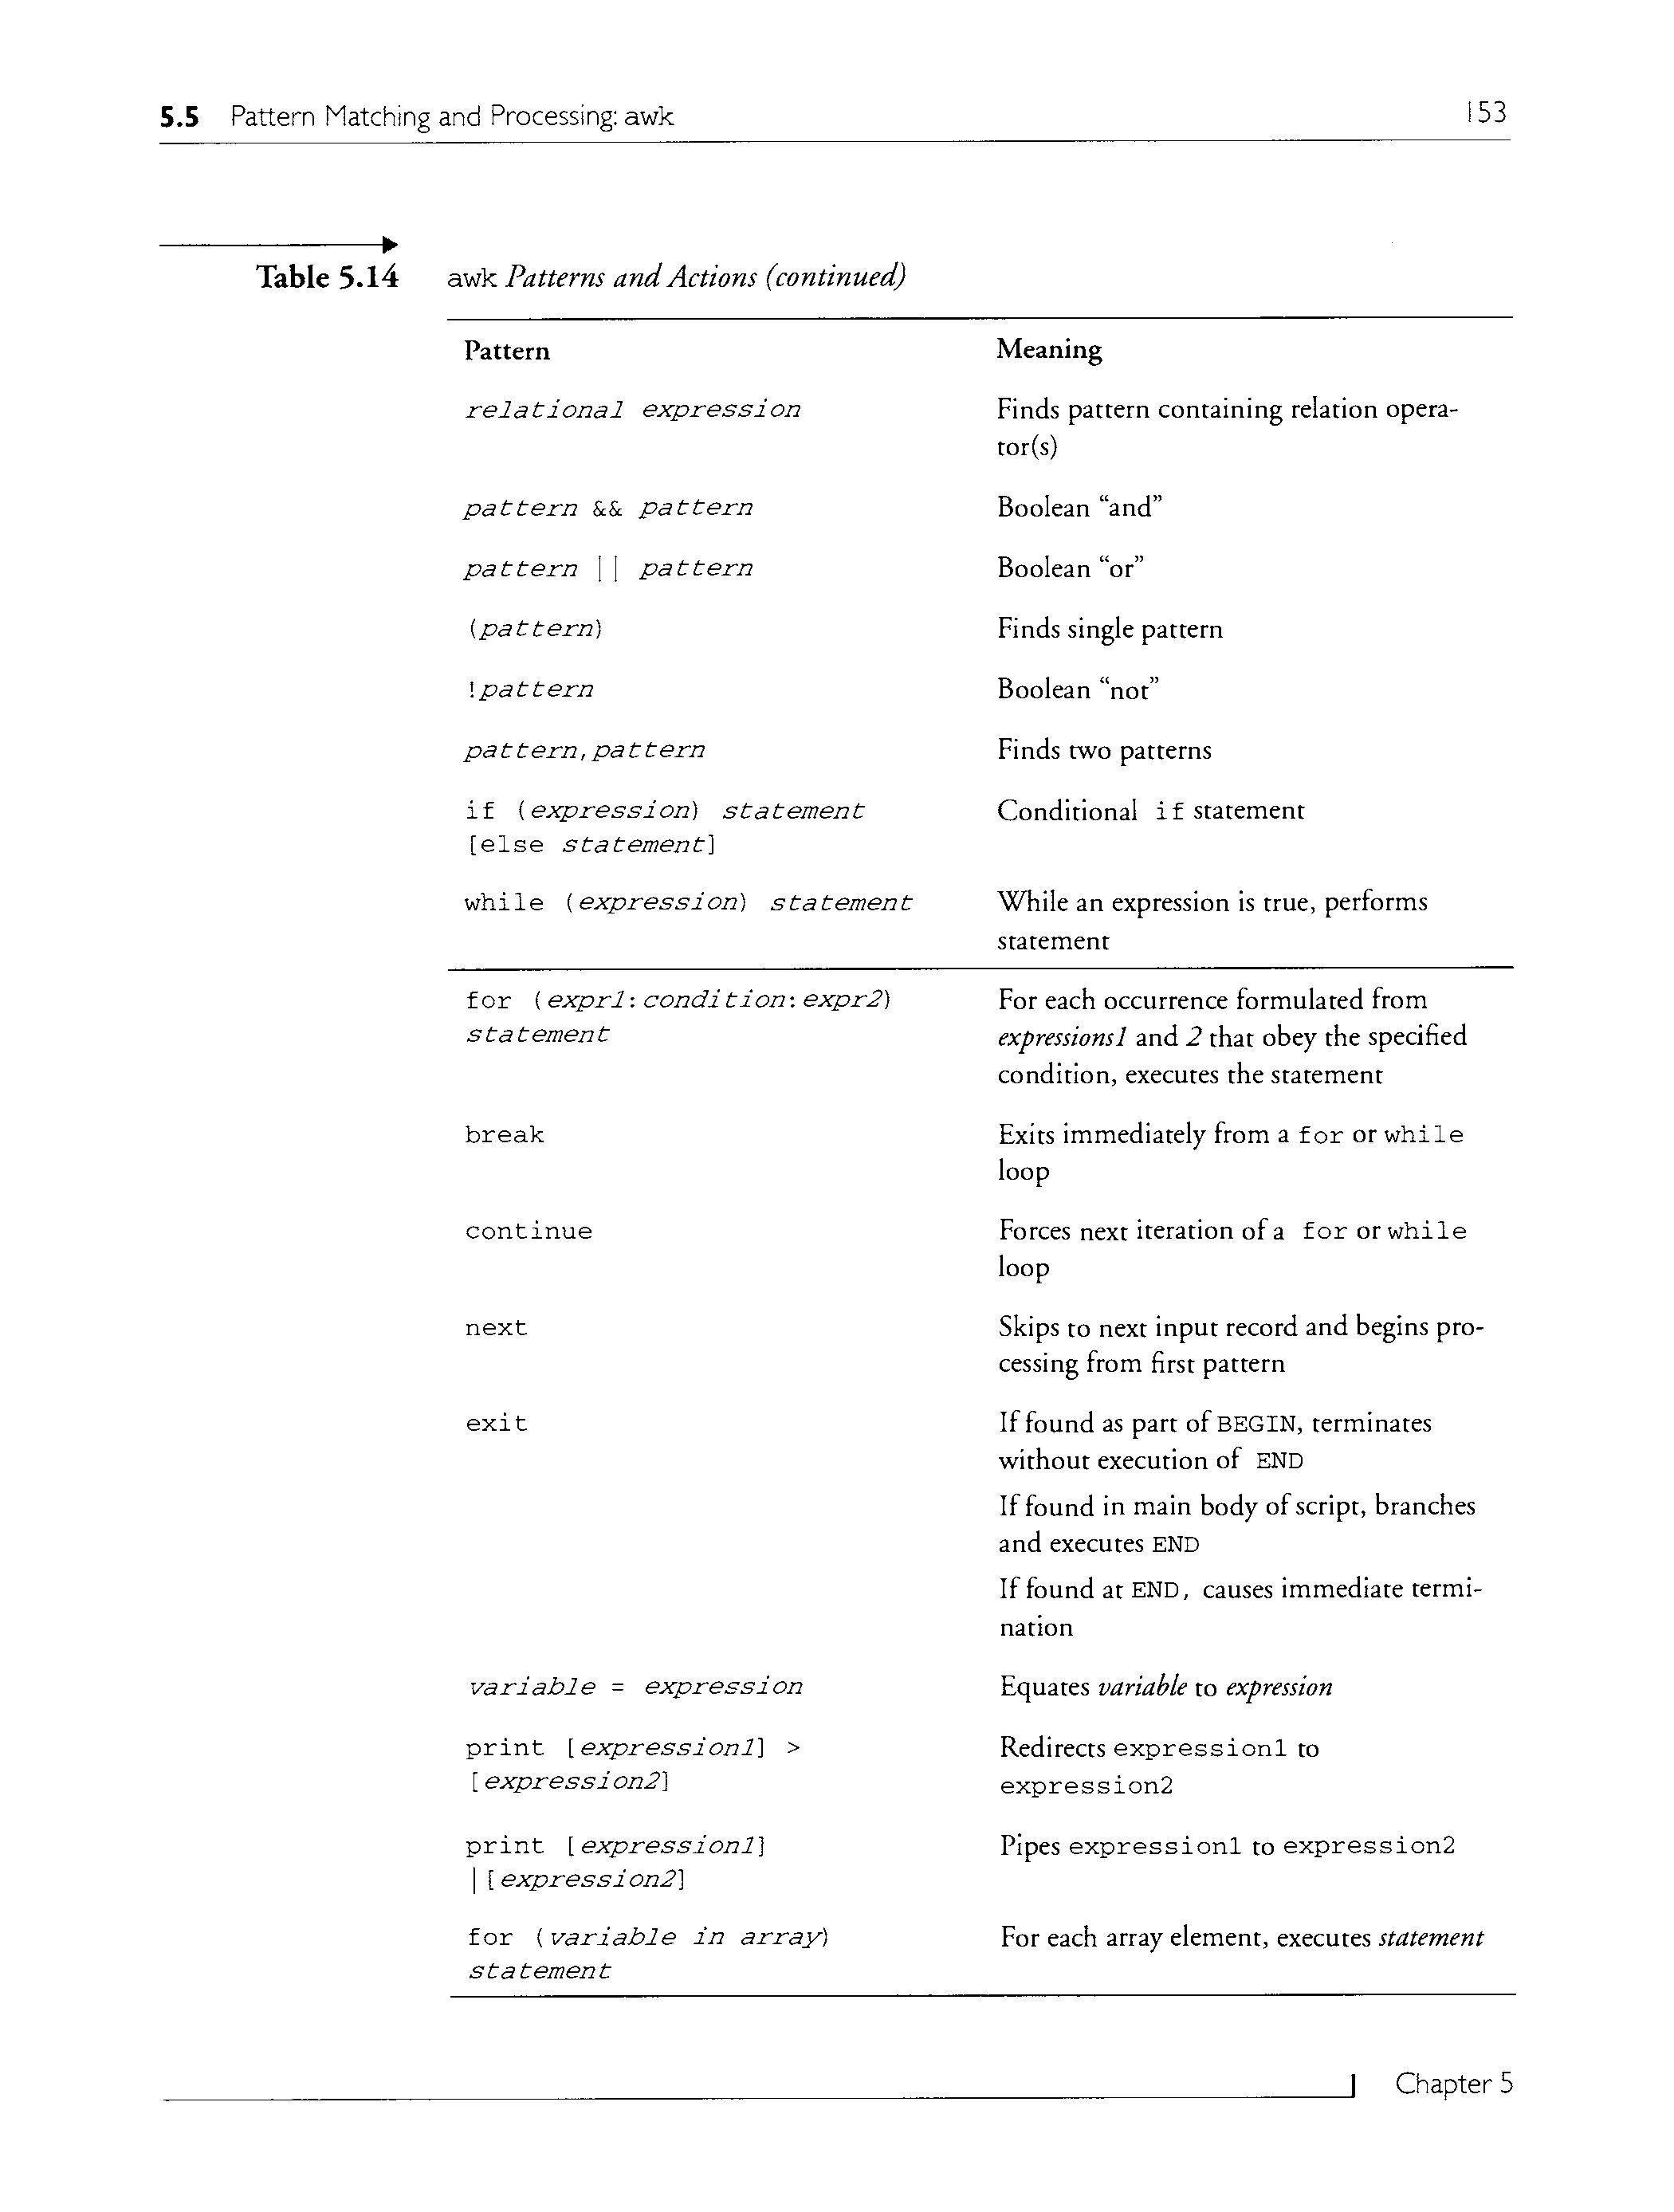 5.5 Pattern Matching and Processing: awk 153
Table 5.14 awk Patterns and Actions (continued)
Pattern Meaning
relational expression Finds pattern containing relation opera-
tor(s)
pattern && pattern Boolean “and”
pattern || pattern Boolean “or”
(pattern) Finds single pattern
!pattern Boolean “not”
pattern,pattern Finds two patterns
if (expression) statement Conditional if statement
[else statement]
while (expression) statement While an expression is true, performs
statement
for (expr1:condition:expr2) For each occurrence formulated from
statement expressions1 and 2 that obey the specified
condition, executes the statement
break Exits immediately from a for or while
loop
continue Forces next iteration of a for or while
loop
next Skips to next input record and begins pro-
cessing from first pattern
exit If found as part of BEGIN, terminates
without execution of END
If found in main body of script, branches
and executes END
If found at END, causes immediate termi-
nation
variable = expression Equates variable to expression
print [expression1] > Redirects expression1 to
[expression2] expression2
print [expression1] Pipes expression1 to expression2
|[expression2]
for (variable in array) For each array element, executes statement
statement
Chapter 5